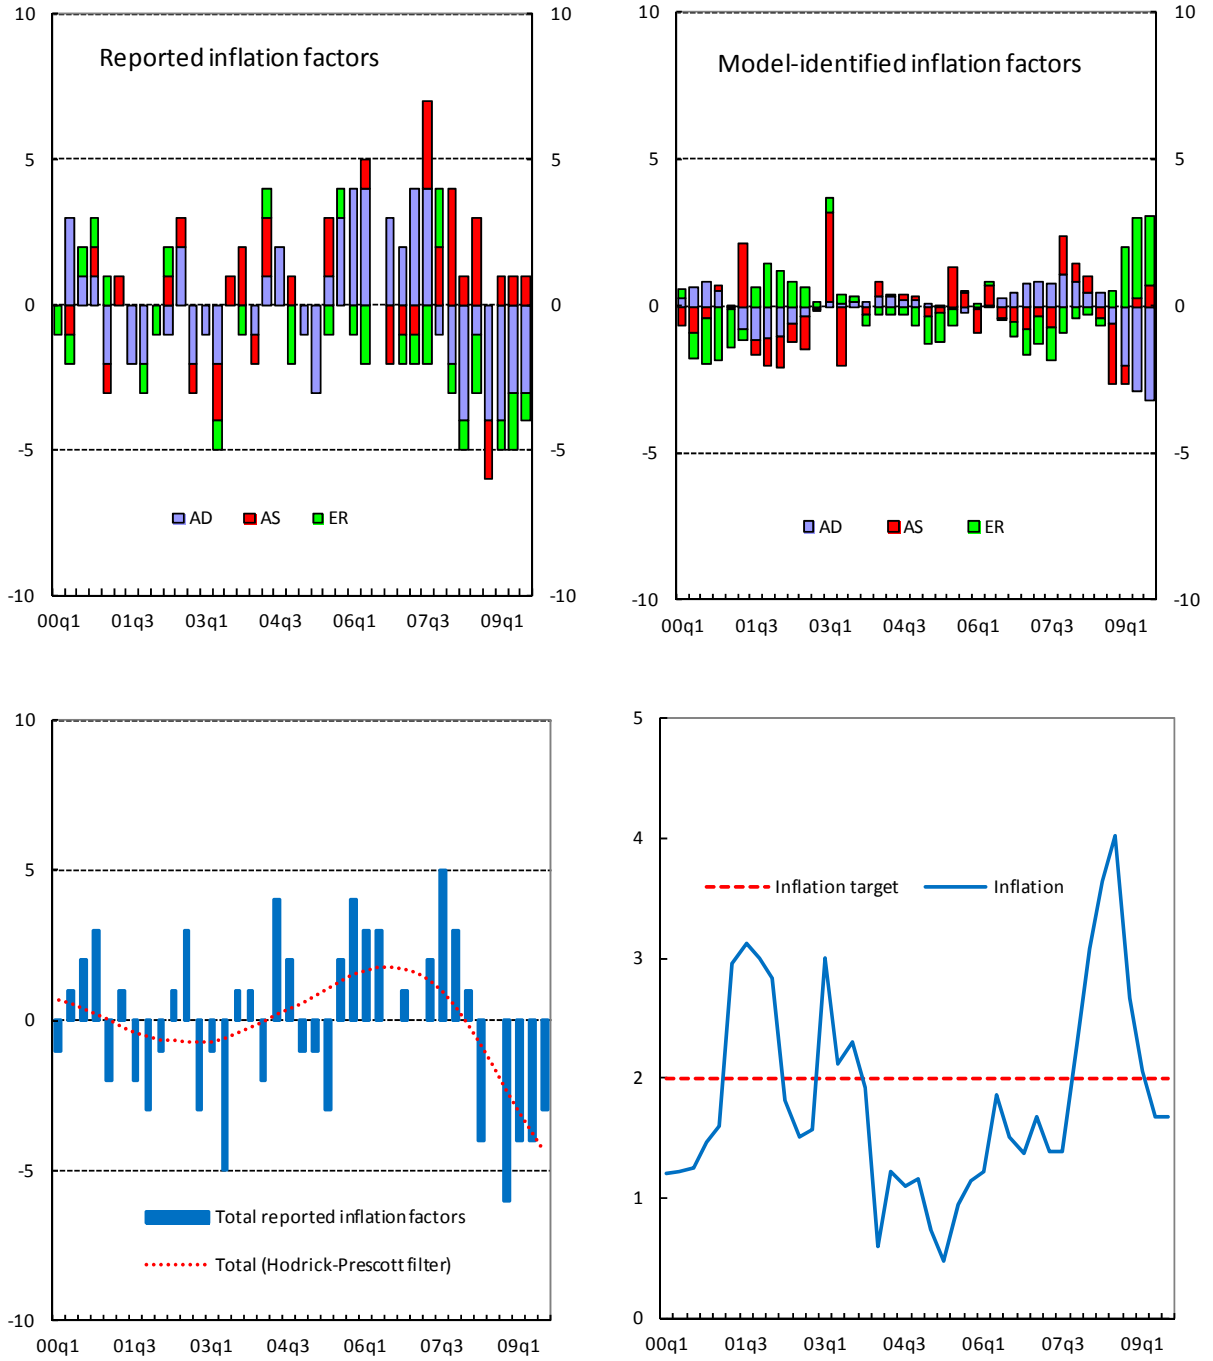 Reported inflation factors
10
5
0
-5
-10
10
5
0
-5
-10
AD AS ER
00q1 01q3 03q1 04q3 06q1 07q3 09q1
Model-identified inflation factors
10
5
0
-5
-10
10
5
0
-5
-10
AD AS ER
00q1 01q3 03q1 04q3 06q1 07q3 09q1
10
5
0
-5
-10
Total reported inflation factors
Total (Hodrick-Prescott filter)
00q1 01q3 03q1 04q3 06q1 07q3 09q1
5
4
3
2
1
0
Inflation target Inflation
00q1 01q3 03q1 04q3 06q1 07q3 09q1